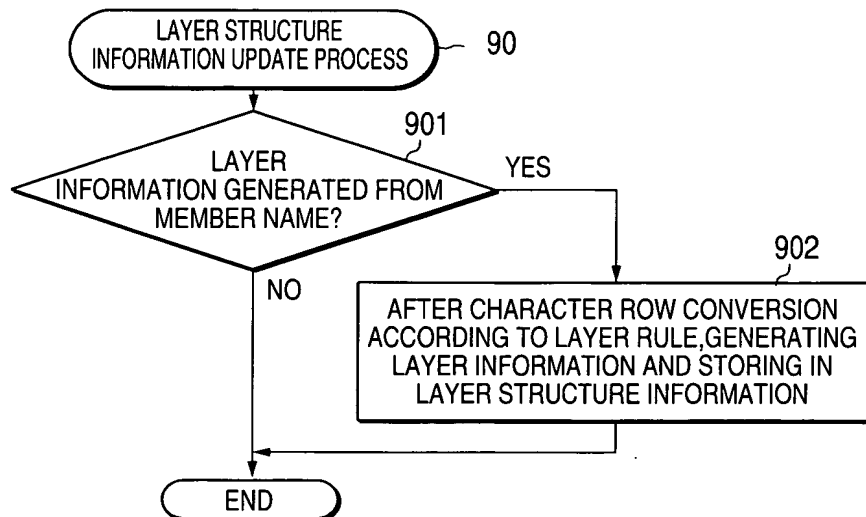 LAYER STRUCTURE
INFORMATION UPDATE PROCESS
90
901
LAYER
INFORMATION GENERATED FROM
MEMBER NAME?
YES
NO
902
AFTER CHARACTER ROW CONVERSION
ACCORDING TO LAYER RULE,GENERATING
LAYER INFORMATION AND STORING IN
LAYER STRUCTURE INFORMATION
END